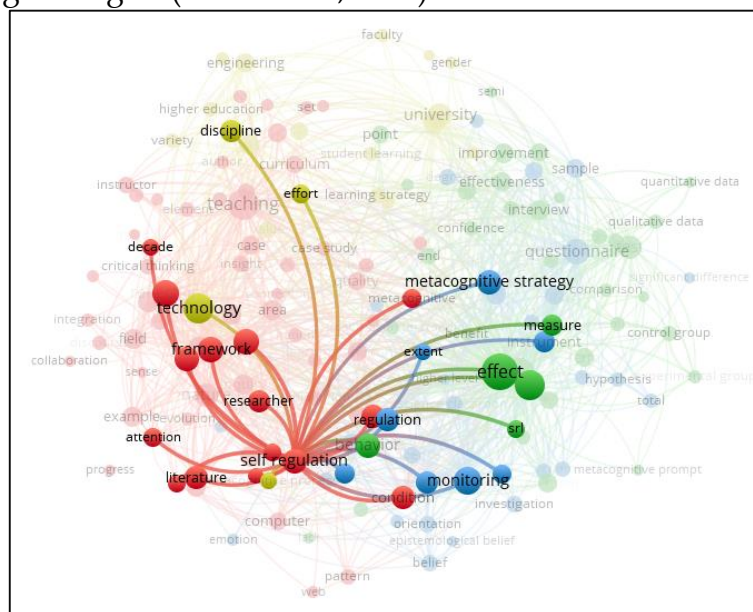 faculty
engineering
gender
semi
higher education
set
university
discipline
point
variety
student learning
improvement
author
curriculum
sample
instructor
effectiveness
quantitative data
effort
learning strategy
element
teaching
interview
qualitative data
confidence
decade
case
case study
end
questionnaire
critical thinking
insight
quality
metacognitive strategy
significant difference
technology
metacognitive
comparison
area
integration
measure
field
benefit
instrument
control group
framework
extent
collaboration
sense
effect
higher level
hypothesis
researcher
total
example
evolution
regulation
srl
attention
behavior
self regulation
literature
monitoring
metacognitive prompt
progress
condition
investigation
computer
orientation
emotion
lack
epistemological belief
belief
pattern
web